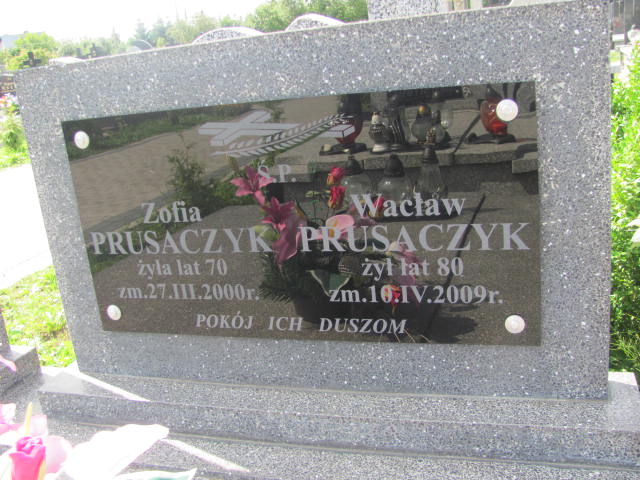 Ś.P.
Zofia
PRUSACZYK
żyła lat 70
zm.27.III.2000r.
Wacław
PRUSACZYK
żył lat 80
zm.10.IV.2009r.
POKÓJ ICH DUSZOM